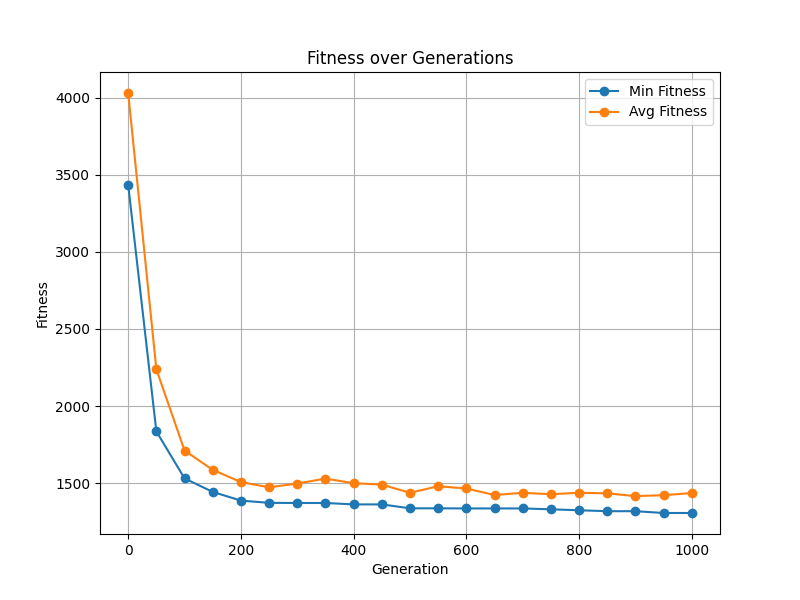 Fitness over Generations
Min Fitness
Avg Fitness
4000
3500
3000
2500
2000
1500
Fitness
0 200 400 600 800 1000
Generation